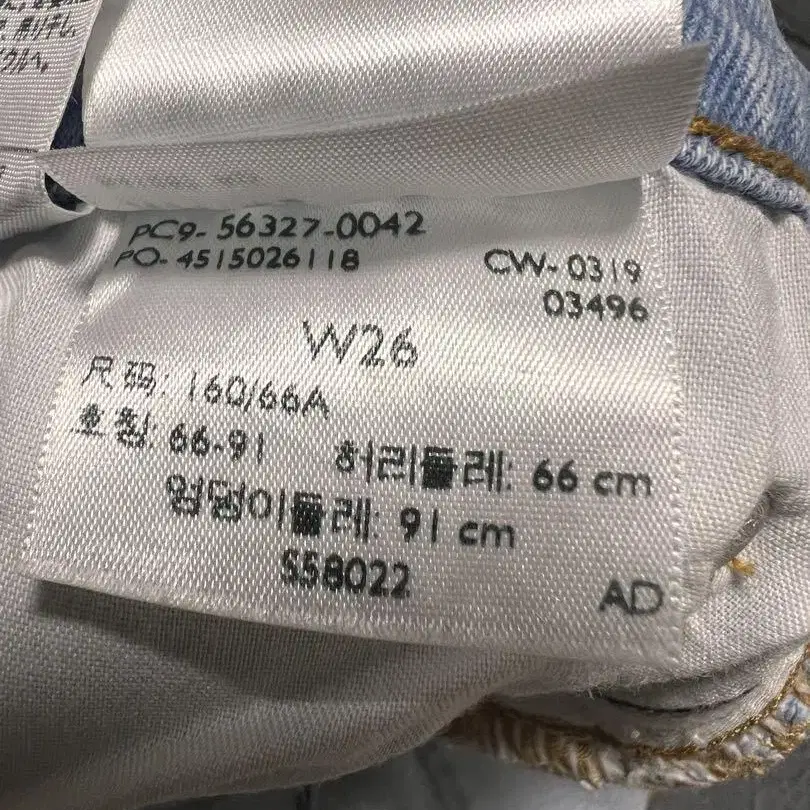 PC9-56327-0042
PO-4515026118
CW-0319
03496
W26
尺码: 160/66A
호칭: 66-91 허리둘레: 66 cm
엉덩이둘레: 91 cm
S58022
AD